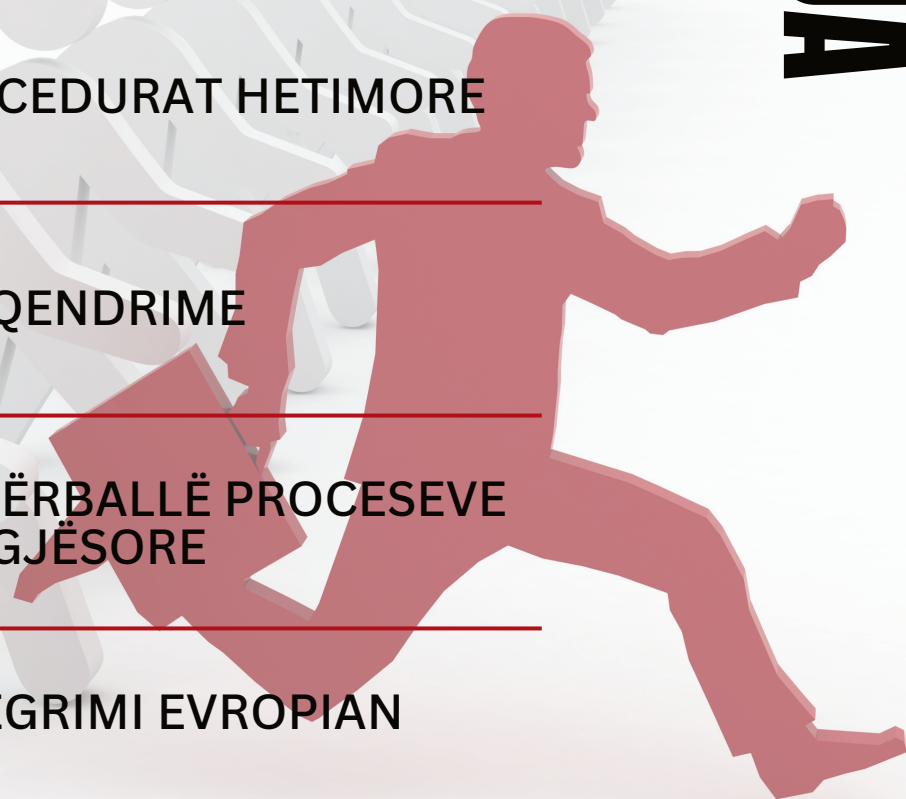 CEDURAT HETIMORE
QENDRIME
ËRBALLË PROCESEVE
GJËSORE
EGRIMI EVROPIAN
A